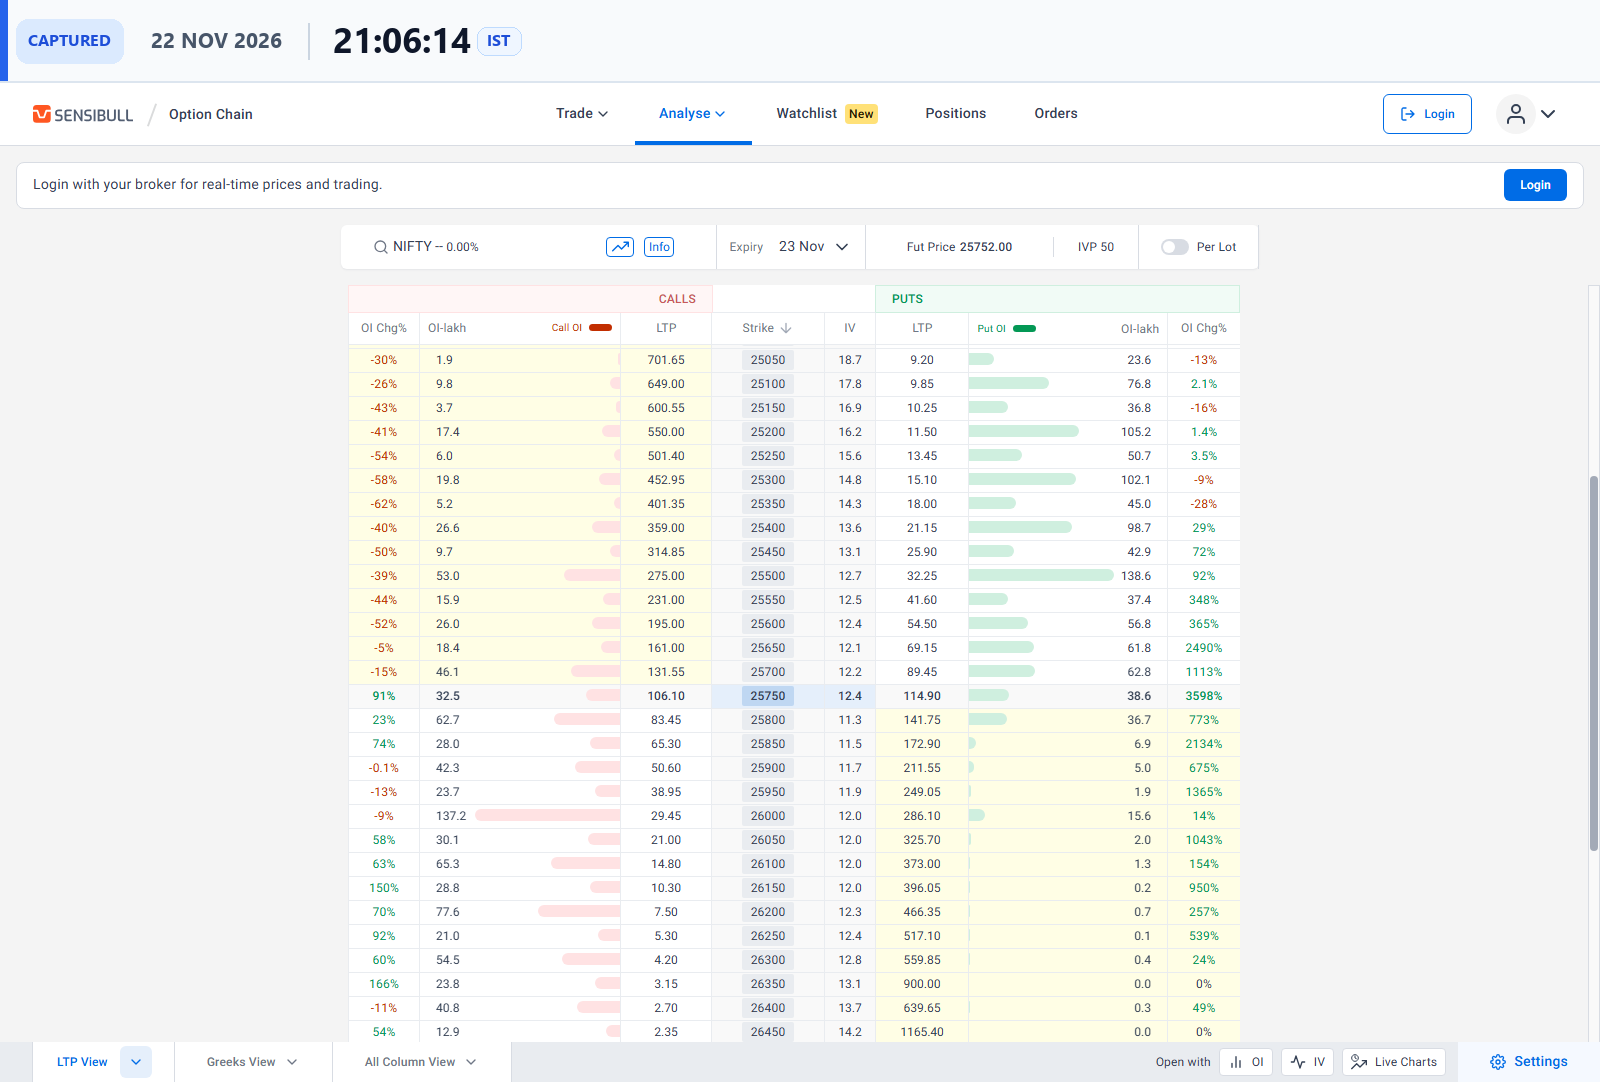 CAPTURED 22 NOV 2026 21:06:14 IST
SENSIBULL / Option Chain Trade Analyse Watchlist New Positions Orders Login
Login with your broker for real-time prices and trading. Login
NIFTY -- 0.00% Info Expiry 23 Nov Fut Price 25752.00 IVP 50 Per Lot
CALLS PUTS
OI Chg% OI-lakh Call OI LTP Strike IV LTP Put OI OI-lakh OI Chg%
-30% 1.9 701.65 25050 18.7 9.20 23.6 -13%
-26% 9.8 649.00 25100 17.8 9.85 76.8 2.1%
-43% 3.7 600.55 25150 16.9 10.25 36.8 -16%
-41% 17.4 550.00 25200 16.2 11.50 105.2 1.4%
-54% 6.0 501.40 25250 15.6 13.45 50.7 3.5%
-58% 19.8 452.95 25300 14.8 15.10 102.1 -9%
-62% 5.2 401.35 25350 14.3 18.00 45.0 -28%
-40% 26.6 359.00 25400 13.6 21.15 98.7 29%
-50% 9.7 314.85 25450 13.1 25.90 42.9 72%
-39% 53.0 275.00 25500 12.7 32.25 138.6 92%
-44% 15.9 231.00 25550 12.5 41.60 37.4 348%
-52% 26.0 195.00 25600 12.4 54.50 56.8 365%
-5% 18.4 161.00 25650 12.1 69.15 61.8 2490%
-15% 46.1 131.55 25700 12.2 89.45 62.8 1113%
91% 32.5 106.10 25750 12.4 114.90 38.6 3598%
23% 62.7 83.45 25800 11.3 141.75 36.7 773%
74% 28.0 65.30 25850 11.5 172.90 6.9 2134%
-0.1% 42.3 50.60 25900 11.7 211.55 5.0 675%
-13% 23.7 38.95 25950 11.9 249.05 1.9 1365%
-9% 137.2 29.45 26000 12.0 286.10 15.6 14%
58% 30.1 21.00 26050 12.0 325.70 2.0 1043%
63% 65.3 14.80 26100 12.0 373.00 1.3 154%
150% 28.8 10.30 26150 12.0 396.05 0.2 950%
70% 77.6 7.50 26200 12.3 466.35 0.7 257%
92% 21.0 5.30 26250 12.4 517.10 0.1 539%
60% 54.5 4.20 26300 12.8 559.85 0.4 24%
166% 23.8 3.15 26350 13.1 900.00 0.0 0%
-11% 40.8 2.70 26400 13.7 639.65 0.3 49%
54% 12.9 2.35 26450 14.2 1165.40 0.0 0%
LTP View Greeks View All Column View Open with OI IV Live Charts Settings